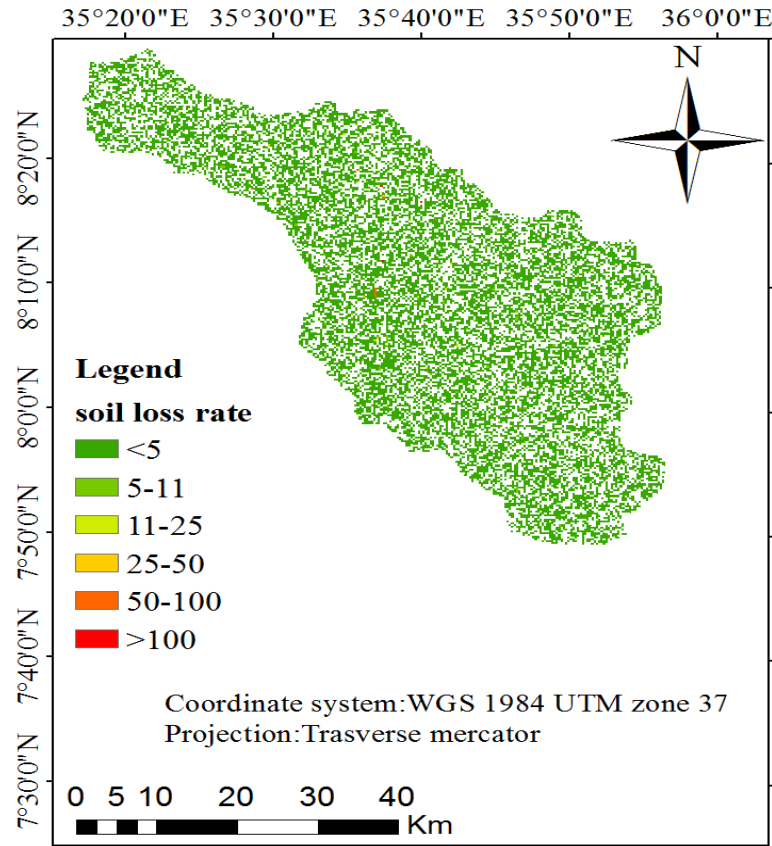 35°20'0"E 35°30'0"E 35°40'0"E 35°50'0"E 36°0'0"E
N
8°20'0"N
8°10'0"N
8°0'0"N
7°50'0"N
7°40'0"N
7°30'0"N
Legend
soil loss rate
<5
5-11
11-25
25-50
50-100
>100
Coordinate system:WGS 1984 UTM zone 37
Projection:Trasverse mercator
0 5 10 20 30 40
Km